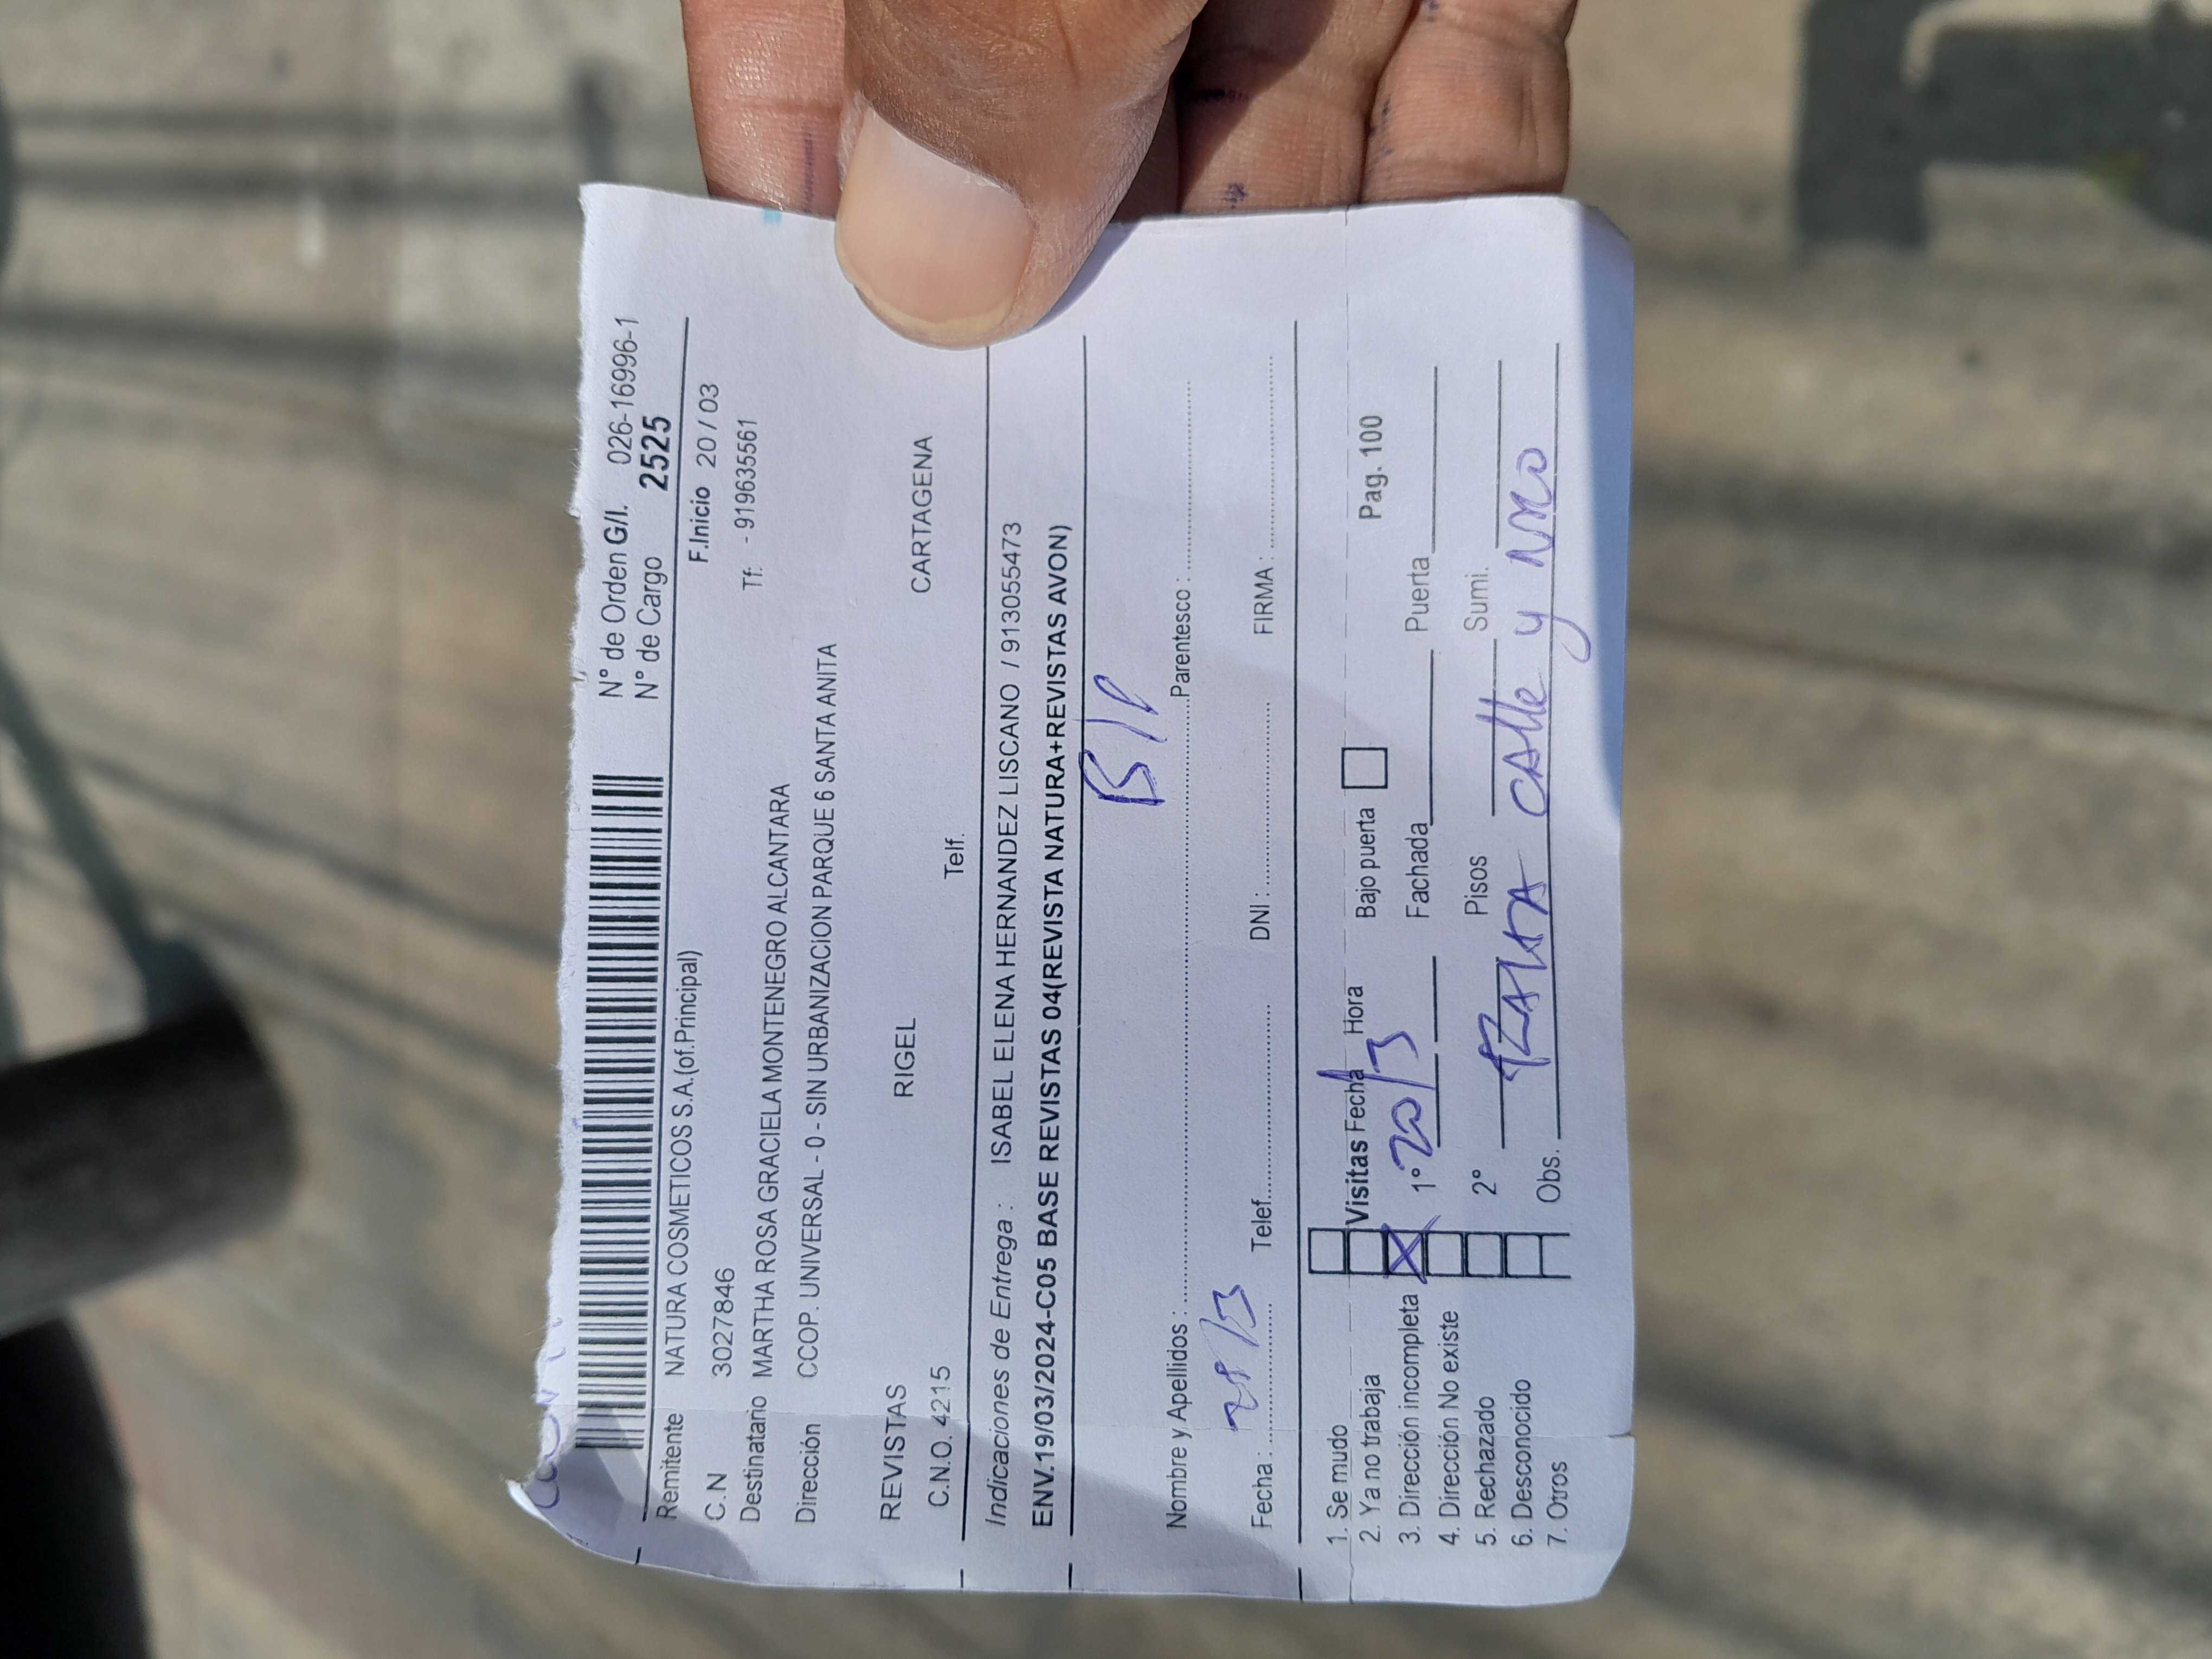 N° de Orden G/I. 026-16996-1
N° de Cargo 2525
Remitente NATURA COSMETICOS S.A.(of.Principal)
F.Inicio 20 / 03
C.N 3027846
Tf: - 919635561
Destinatario MARTHA ROSA GRACIELA MONTENEGRO ALCANTARA
Dirección CCOP. UNIVERSAL - 0 - SIN URBANIZACION PARQUE 6 SANTA ANITA
REVISTAS RIGEL CARTAGENA
C.N.O. 4215 Telf.
Indicaciones de Entrega : ISABEL ELENA HERNANDEZ LISCANO / 913055473
ENV.19/03/2024-C05 BASE REVISTAS 04(REVISTA NATURA+REVISTAS AVON)
Nombre y Apellidos : Parentesco :
Fecha : Telef. DNI : FIRMA :
1. Se mudo
2. Ya no trabaja Visitas Fecha Hora Bajo puerta Pag. 100
3. Dirección incompleta X 1° 20/3 Fachada Puerta
4. Dirección No existe
5. Rechazado 2° Pisos Sumi.
6. Desconocido Falta calle y
7. Otros Obs.